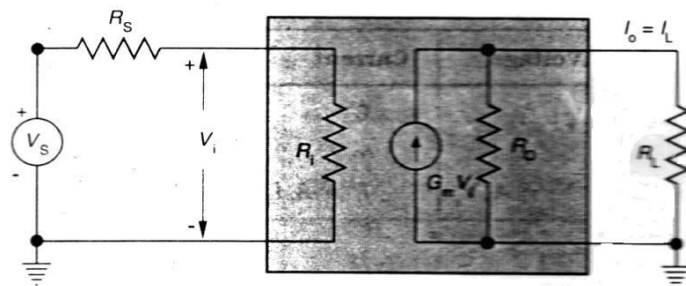 R_S
I_o = I_L
+
+
V_S
V_i
R_i
R_O
R_L
G_m V_i
-
-